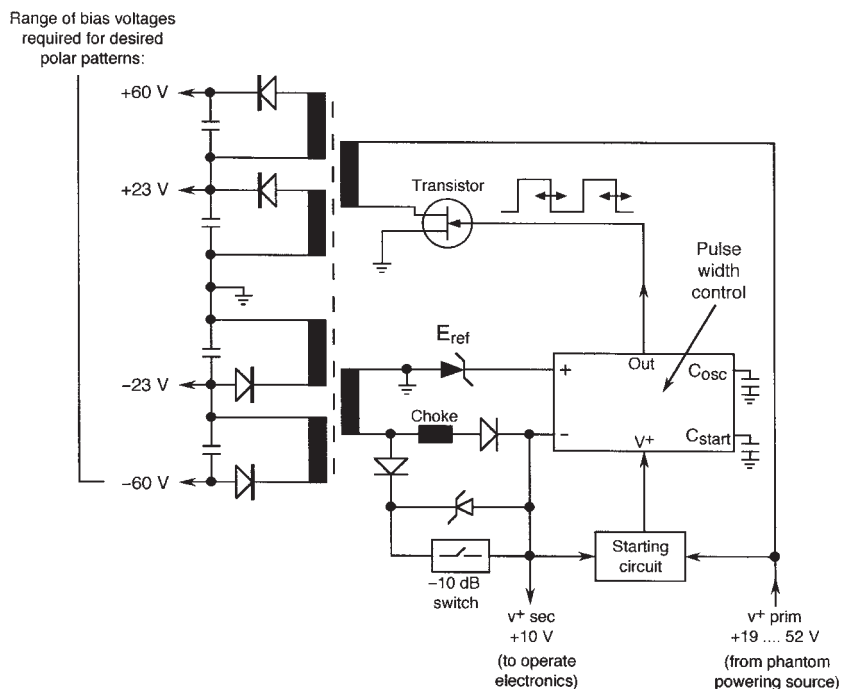 Range of bias voltages
required for desired
polar patterns:
+60 V
+23 V
Transistor
Pulse
width
control
E_ref
+
Out
C_osc
−23 V
Choke
−
V+
C_start
−60 V
Starting
circuit
−10 dB
switch
v+ sec
+10 V
(to operate
electronics)
v+ prim
+19 .... 52 V
(from phantom
powering source)